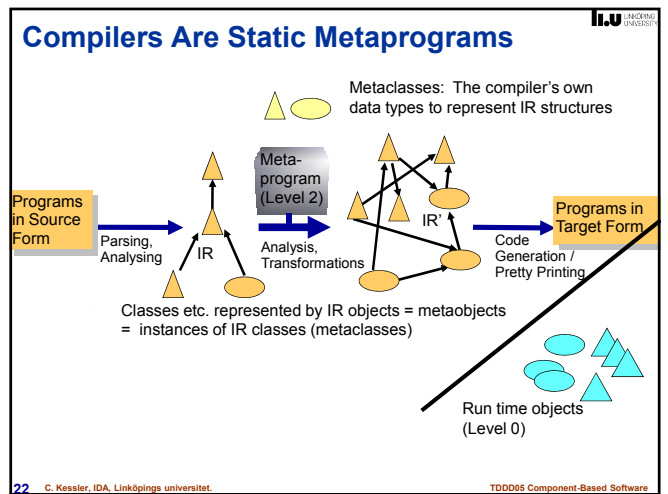 LINKÖPING
UNIVERSITY
Compilers Are Static Metaprograms
Metaclasses: The compiler's own
data types to represent IR structures
Meta-
program
(Level 2)
Programs
in Source
Form
Parsing,
Analysing
IR
Analysis,
Transformations
IR'
Code
Generation /
Pretty Printing
Programs in
Target Form
Classes etc. represented by IR objects = metaobjects
= instances of IR classes (metaclasses)
Run time objects
(Level 0)
22 C. Kessler, IDA, Linköpings universitet. TDDD05 Component-Based Software